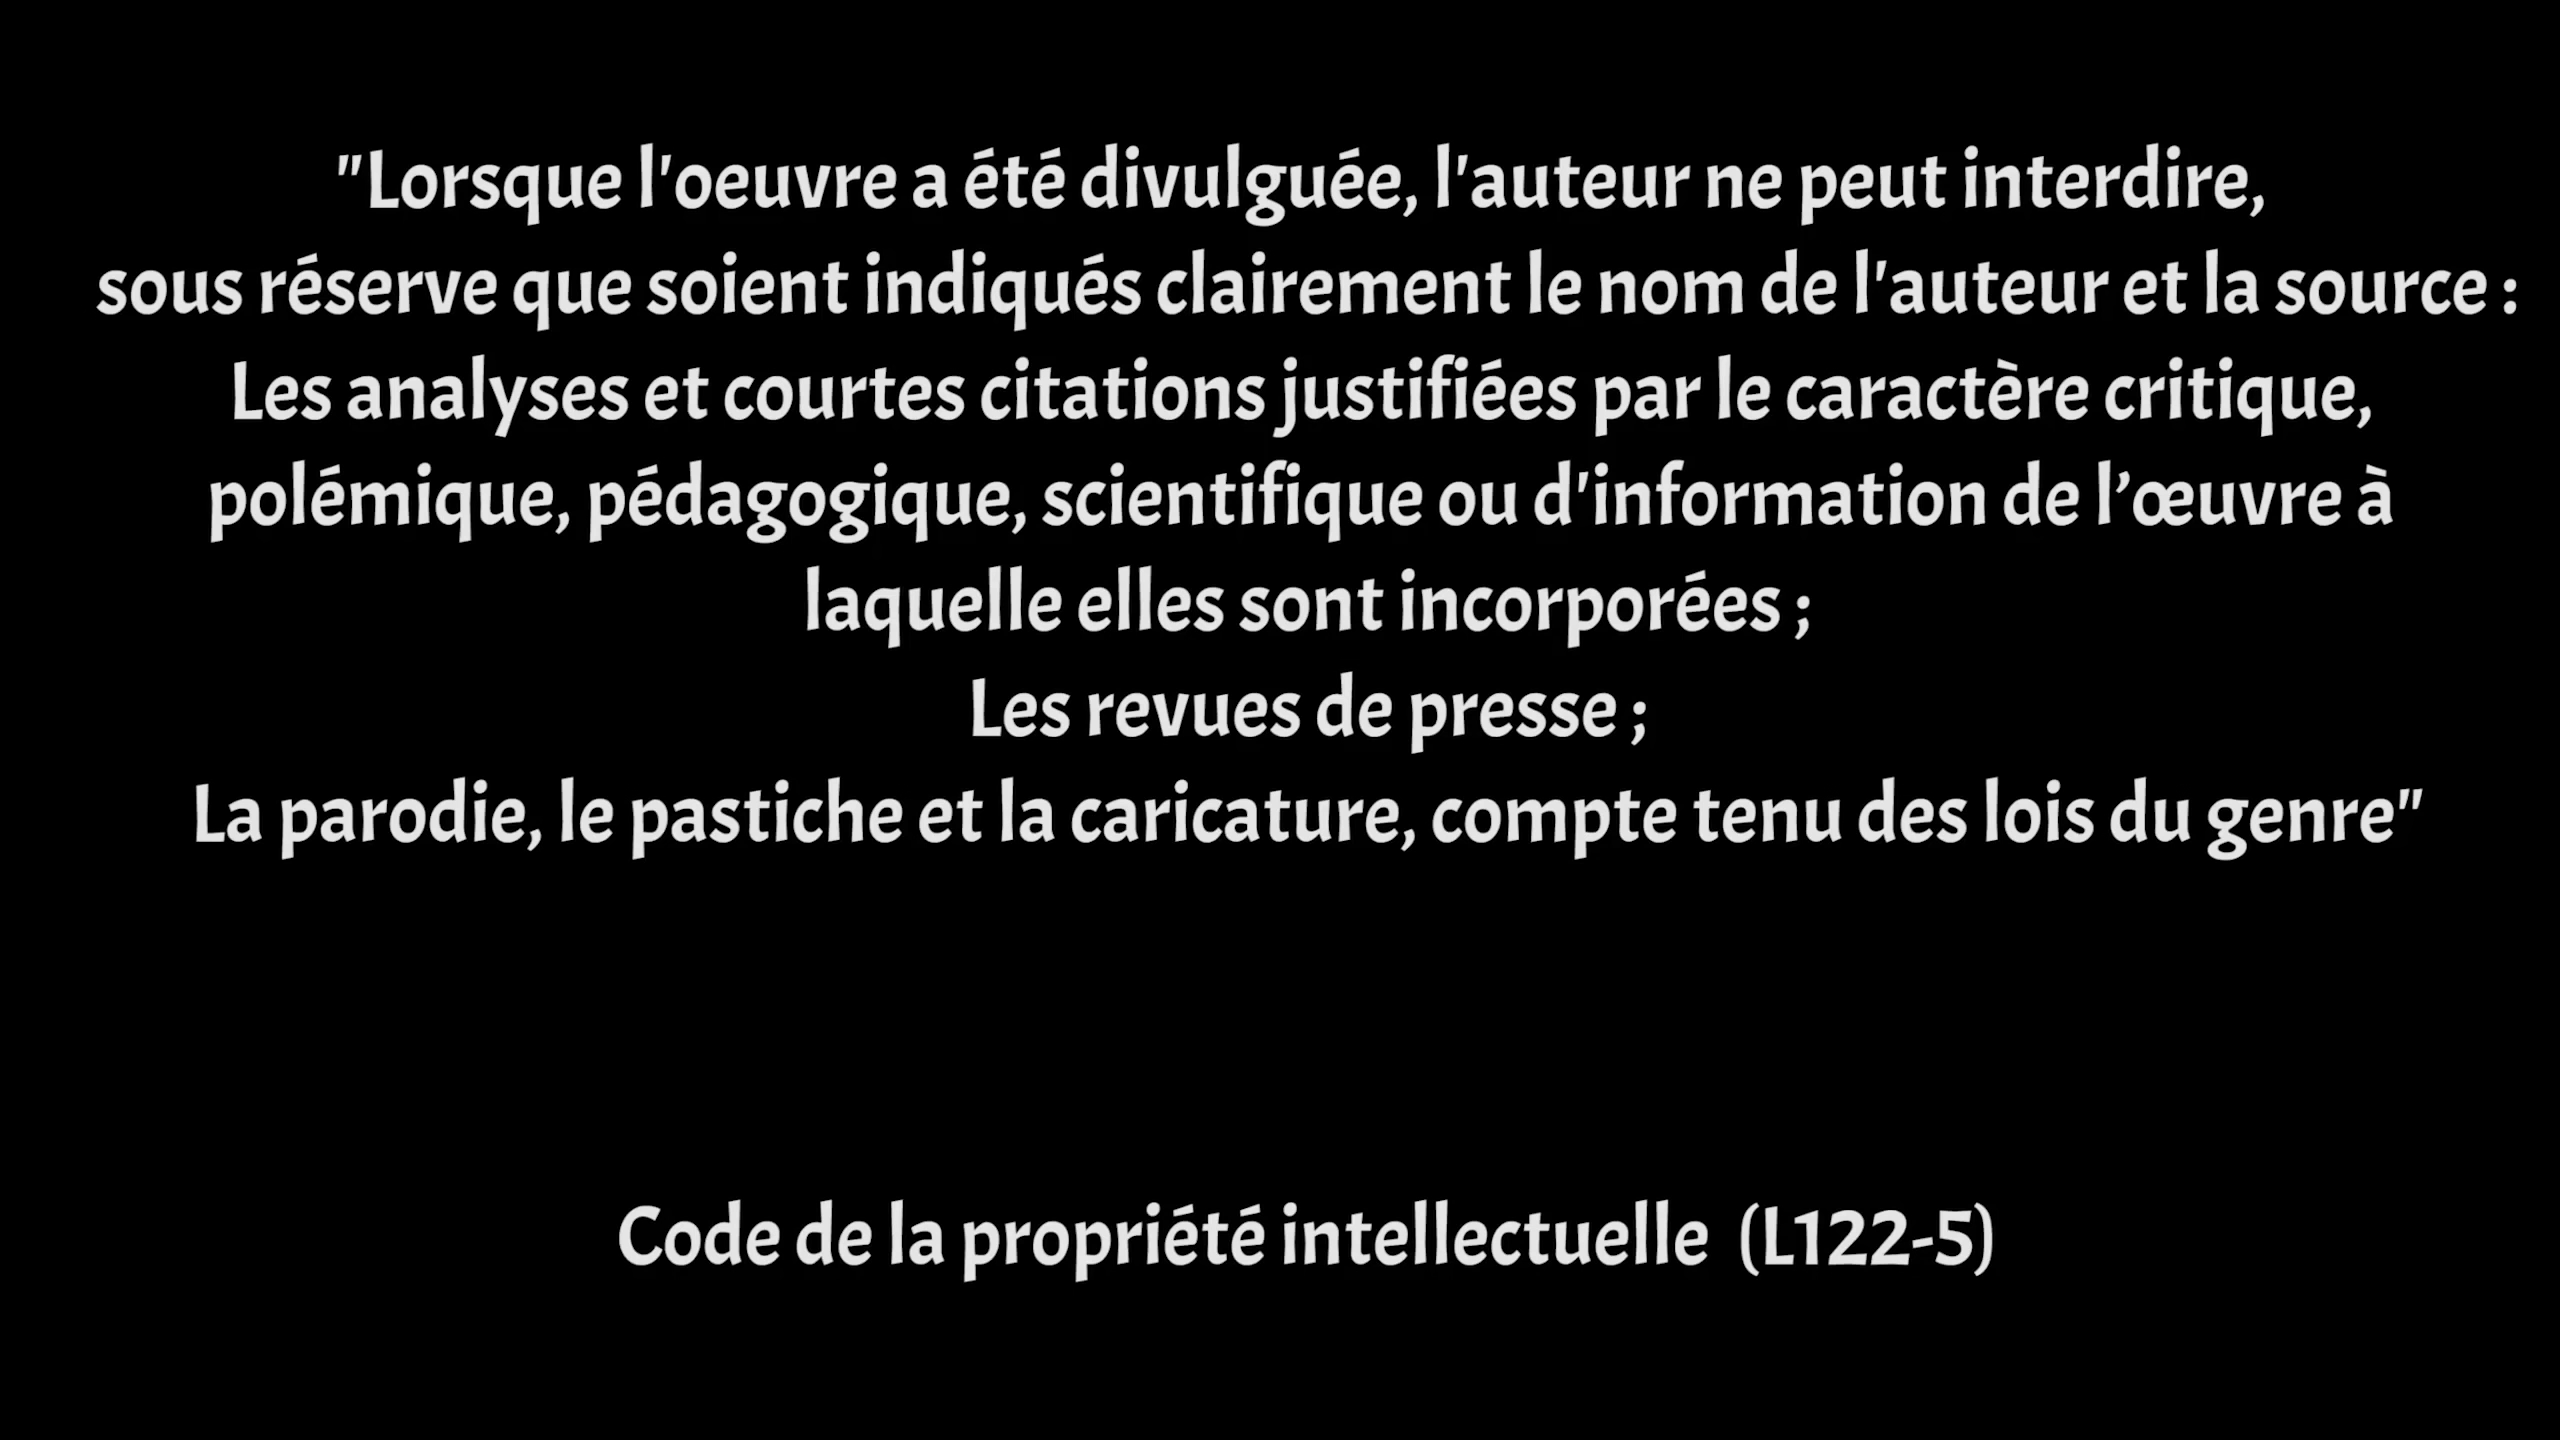 "Lorsque l'oeuvre a été divulguée, l'auteur ne peut interdire,
sous réserve que soient indiqués clairement le nom de l'auteur et la source :
Les analyses et courtes citations justifiées par le caractère critique,
polémique, pédagogique, scientifique ou d'information de l’œuvre à
laquelle elles sont incorporées ;
Les revues de presse ;
La parodie, le pastiche et la caricature, compte tenu des lois du genre"
Code de la propriété intellectuelle (L122-5)